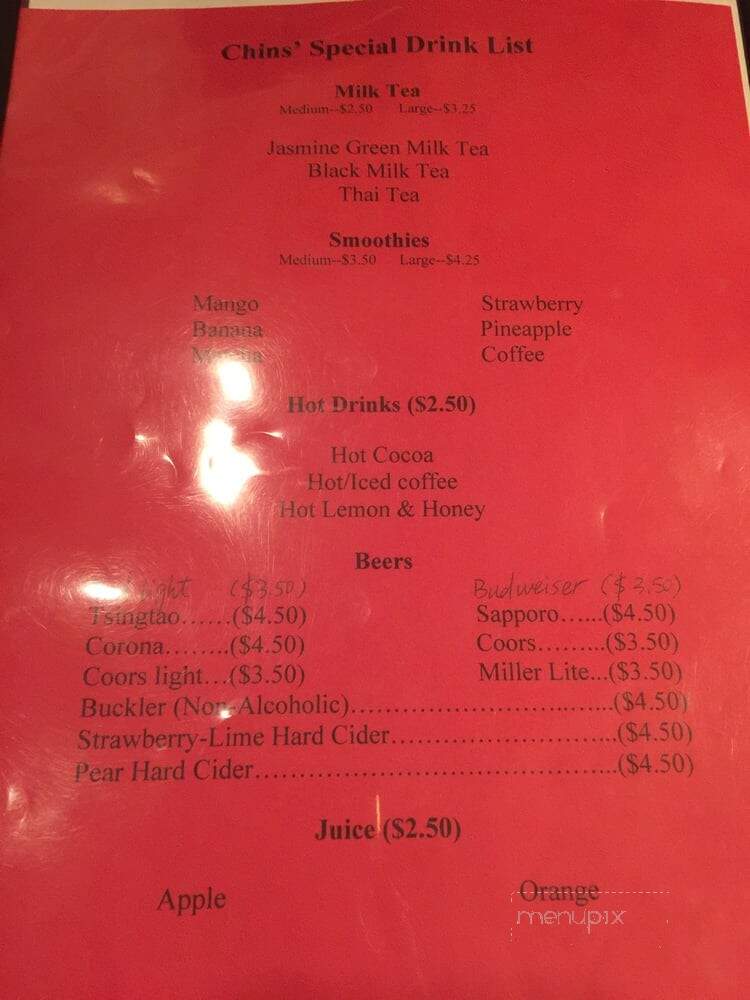 Chins' Special Drink List
Milk Tea
Medium--$2.50 Large--$3.25
Jasmine Green Milk Tea
Black Milk Tea
Thai Tea
Smoothies
Medium--$3.50 Large--$4.25
Mango Strawberry
Banana Pineapple
Coffee
Hot Drinks ($2.50)
Hot Cocoa
Hot/Iced coffee
Hot Lemon & Honey
Beers
light ($3.50) Budweiser ($3.50)
Tsingtao......($4.50) Sapporo......($4.50)
Corona........($4.50) Coors.........($3.50)
Coors light...($3.50) Miller Lite...($3.50)
Buckler (Non-Alcoholic)....................................($4.50)
Strawberry-Lime Hard Cider..............................($4.50)
Pear Hard Cider................................................($4.50)
Juice ($2.50)
Apple Orange
menupix